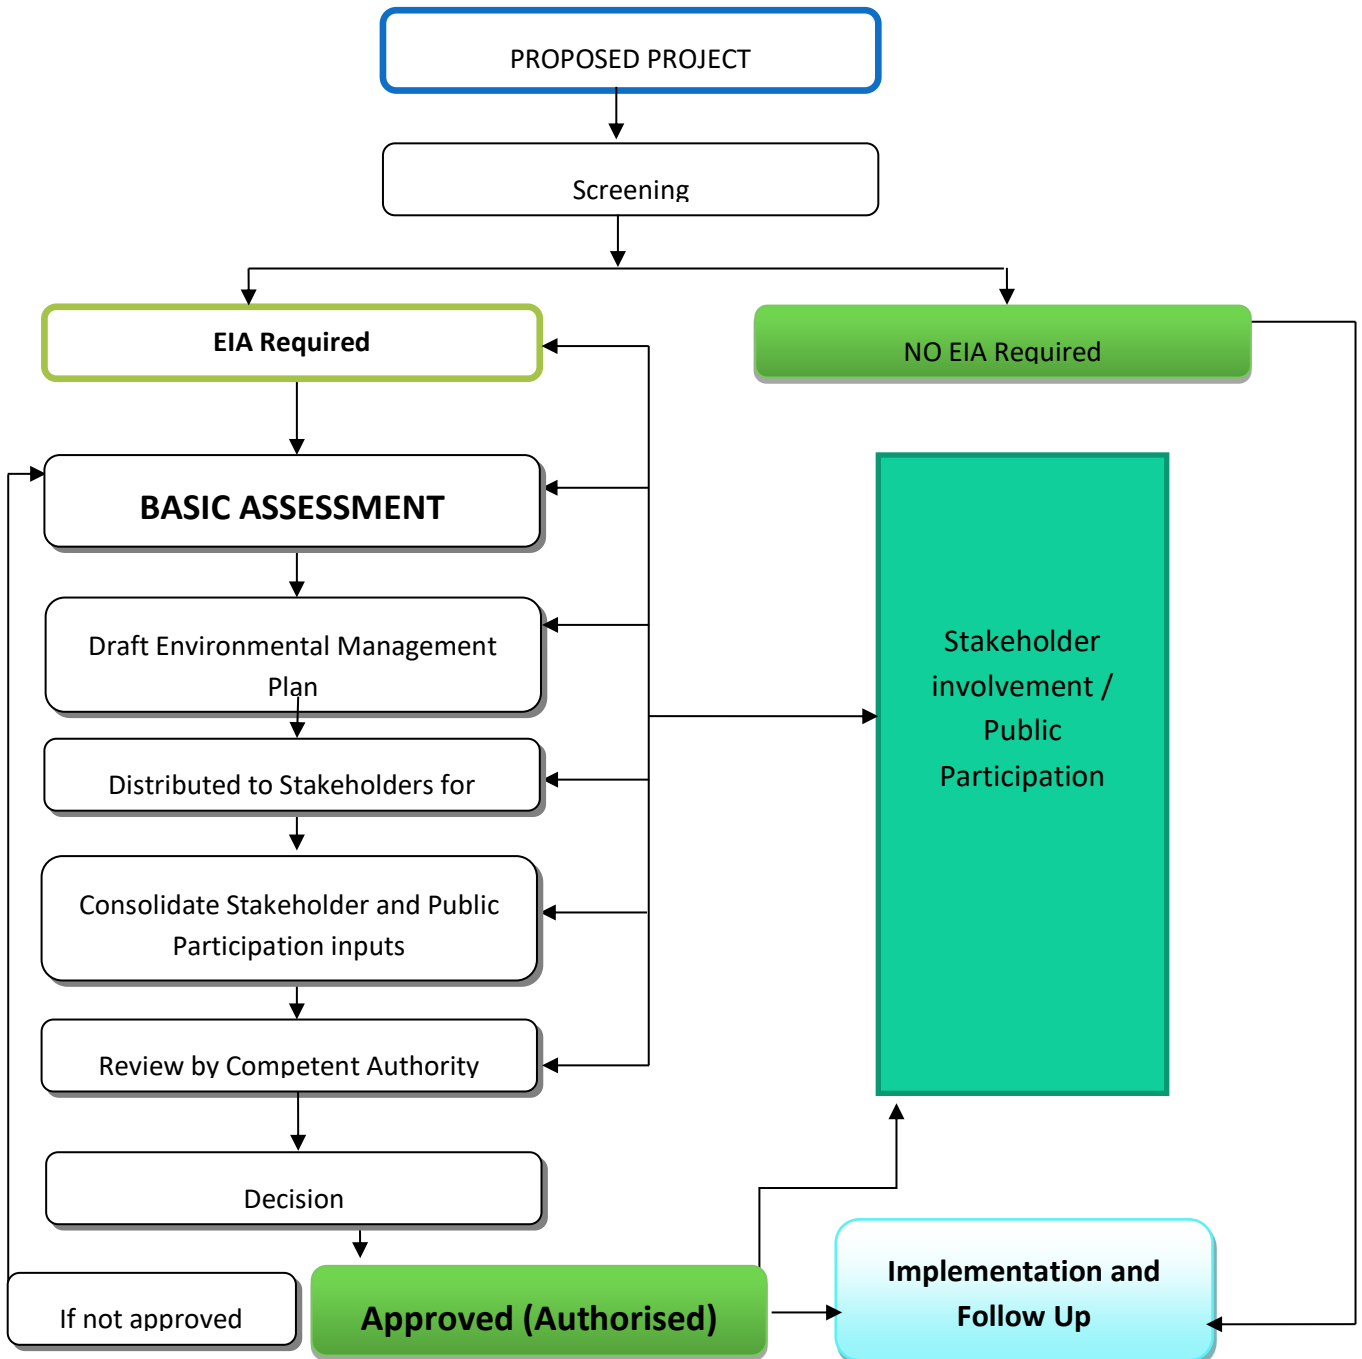 PROPOSED PROJECT
Screening
EIA Required
NO EIA Required
BASIC ASSESSMENT
Draft Environmental Management
Plan
Distributed to Stakeholders for
Consolidate Stakeholder and Public
Participation inputs
Review by Competent Authority
Decision
If not approved
Approved (Authorised)
Stakeholder
involvement /
Public
Participation
Implementation and
Follow Up